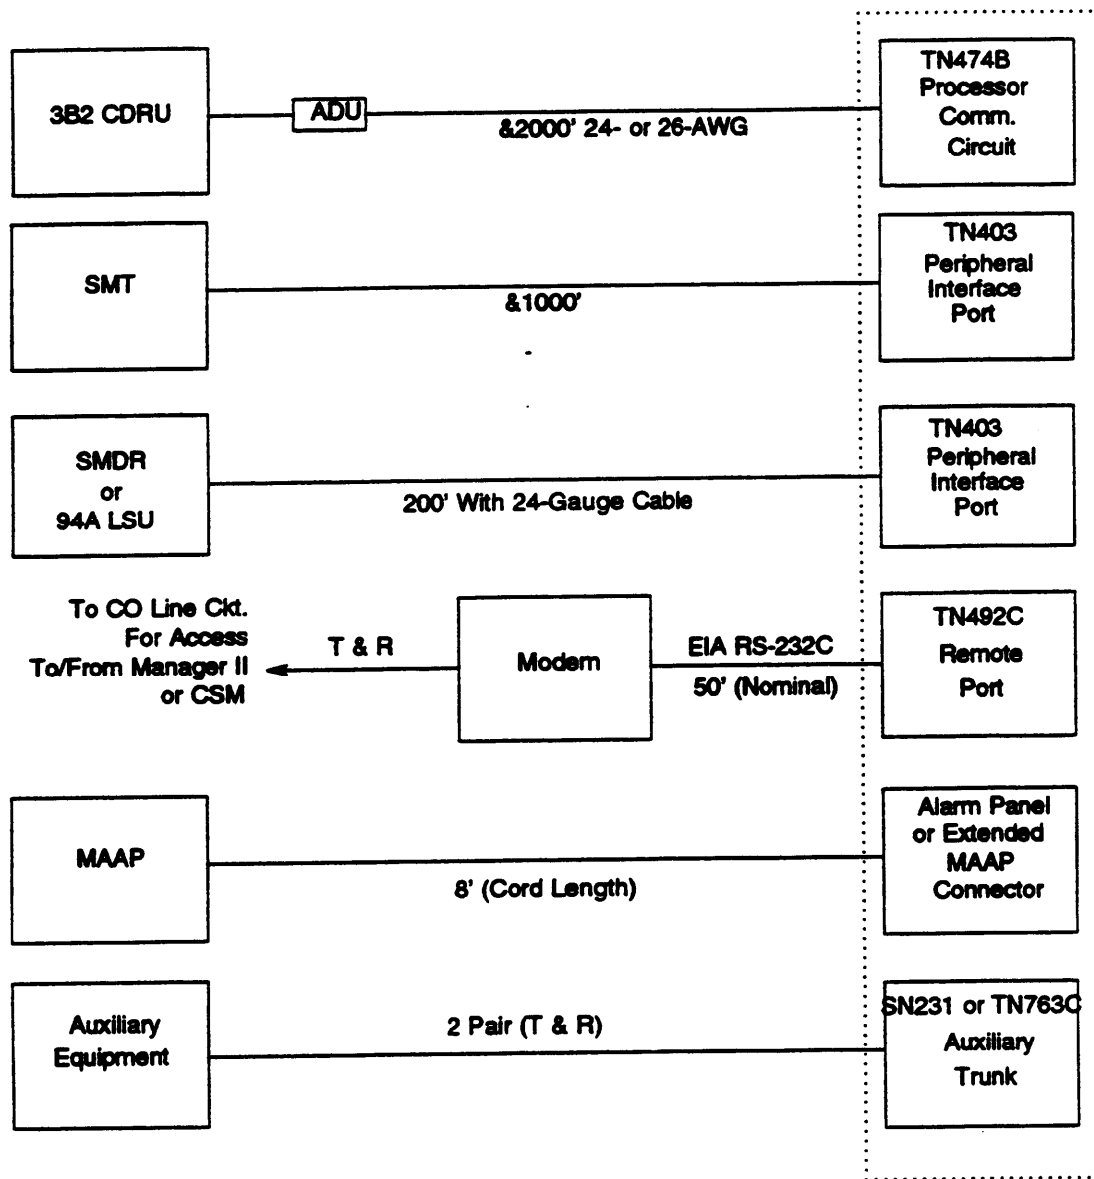 3B2 CDRU
ADU
&2000' 24- or 26-AWG
TN474B
Processor
Comm.
Circuit
SMT
&1000'
TN403
Peripheral
Interface
Port
SMDR
or
94A LSU
200' With 24-Gauge Cable
TN403
Peripheral
Interface
Port
To CO Line Ckt.
For Access
To/From Manager II
or CSM
T & R
Modem
EIA RS-232C
50' (Nominal)
TN492C
Remote
Port
MAAP
8' (Cord Length)
Alarm Panel
or Extended
MAAP
Connector
Auxiliary
Equipment
2 Pair (T & R)
SN231 or TN763C
Auxiliary
Trunk